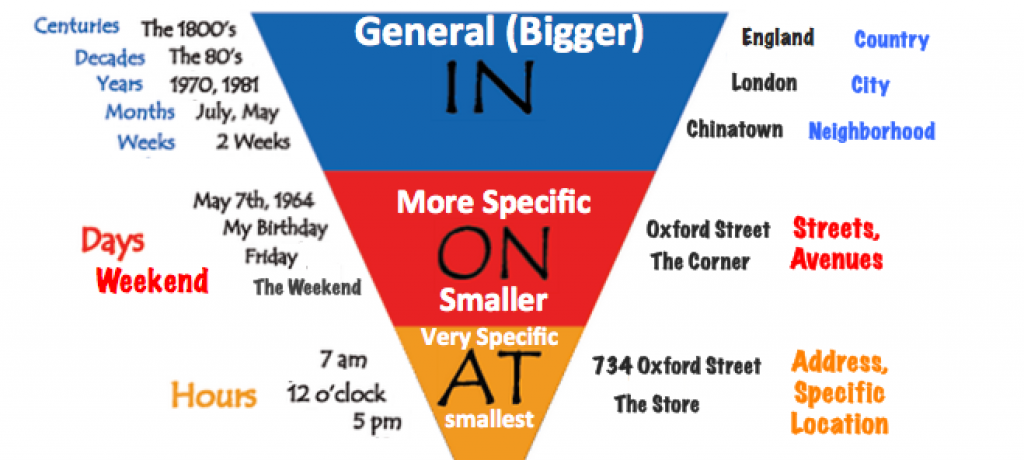 Centuries The 1800's
Decades The 80's
Years 1970, 1981
Months July, May
Weeks 2 Weeks
General (Bigger)
IN
England Country
London City
Chinatown Neighborhood
May 7th, 1964
My Birthday
Days
Friday
Weekend
The Weekend
More Specific
ON
Smaller
Oxford Street
The Corner
Streets,
Avenues
7 am
Hours 12 o'clock
5 pm
Very Specific
AT
smallest
734 Oxford Street
The Store
Address,
Specific
Location